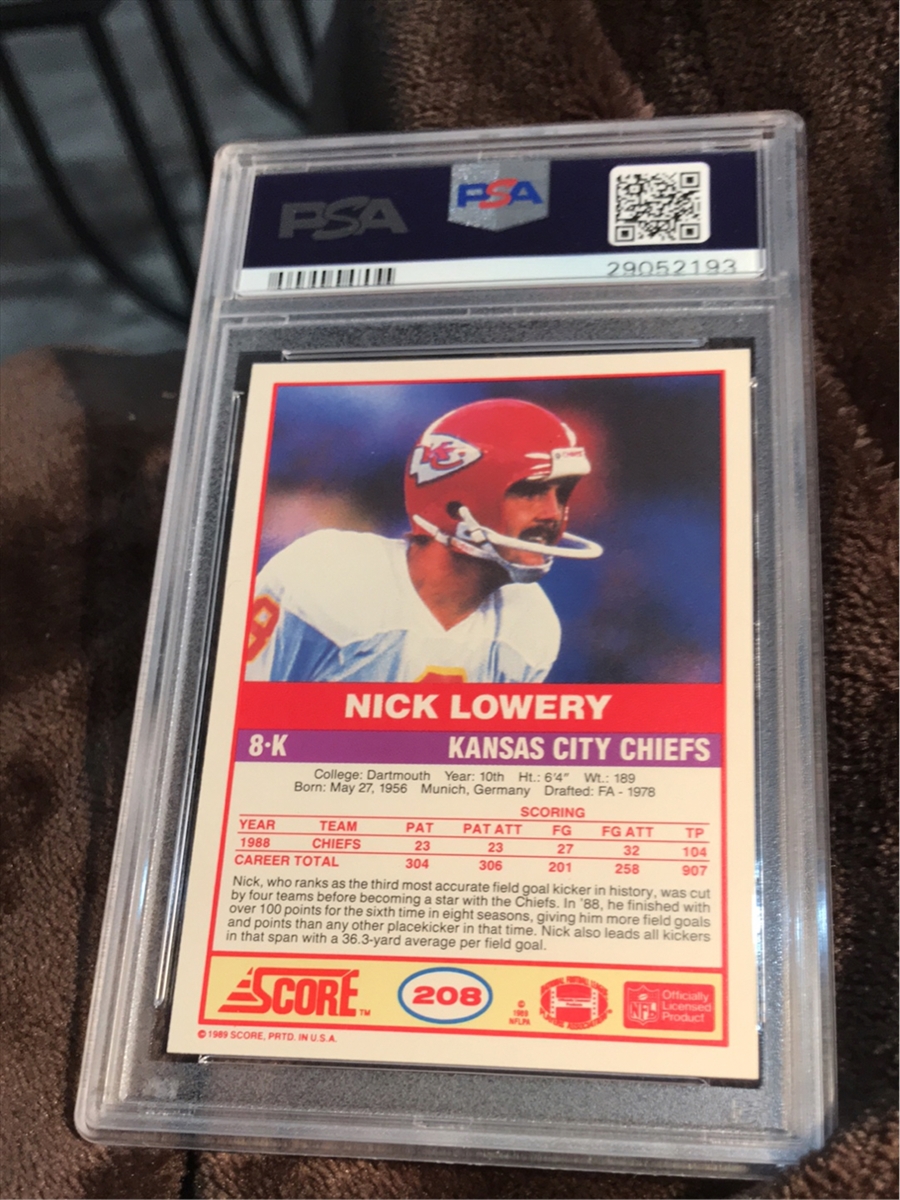 PSA PSA
29052193
KC
8
NICK LOWERY
8·K KANSAS CITY CHIEFS
College: Dartmouth Year: 10th Ht.: 6'4" Wt.: 189
Born: May 27, 1956 Munich, Germany Drafted: FA - 1978
SCORING
YEAR TEAM PAT PAT ATT FG FG ATT TP
1988 CHIEFS 23 23 27 32 104
CAREER TOTAL 304 306 201 258 907
Nick, who ranks as the third most accurate field goal kicker in history, was cut
by four teams before becoming a star with the Chiefs. In '88, he finished with
over 100 points for the sixth time in eight seasons, giving him more field goals
and points than any other placekicker in that time. Nick also leads all kickers
in that span with a 36.3-yard average per field goal.
SCORE™ 208
© 1989 NFLPA
NFL
Officially
Licensed
Product
© 1989 SCORE, PRTD. IN U.S.A.